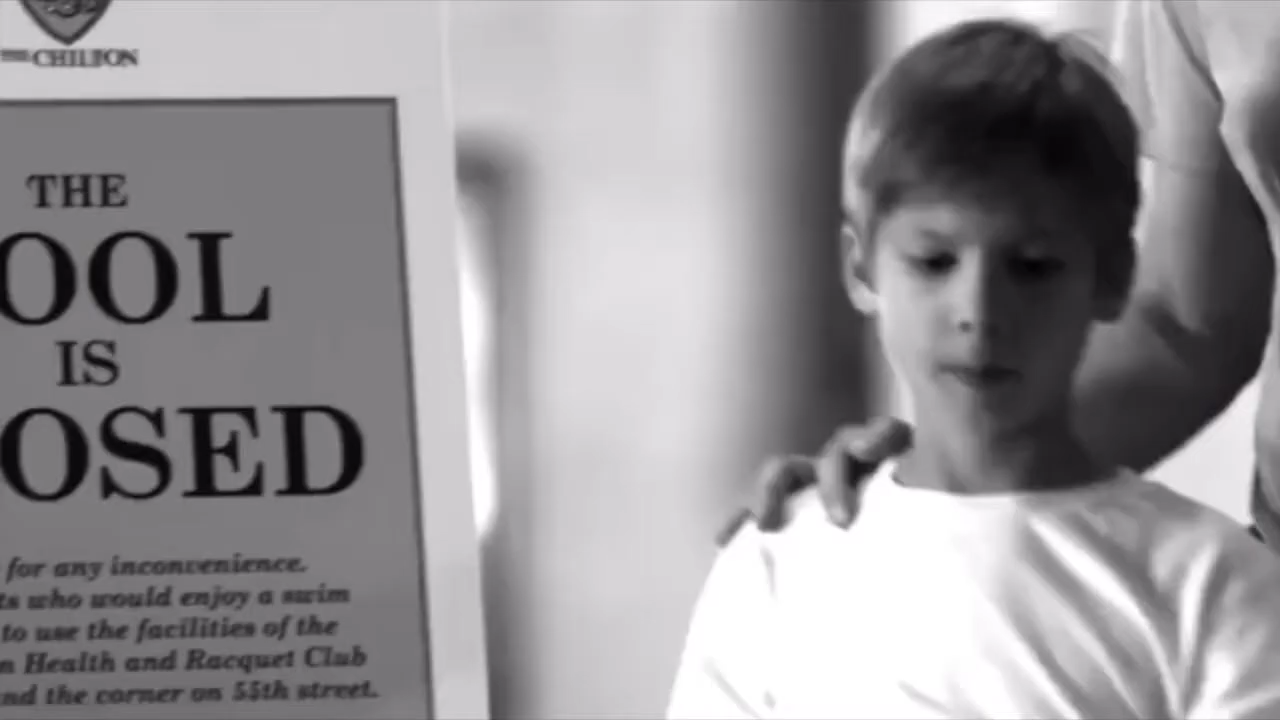 THE CHILTON
THE
OOL
IS
OSED
for any inconvenience.
ts who would enjoy a swim
to use the facilities of the
n Health and Racquet Club
nd the corner on 55th street.